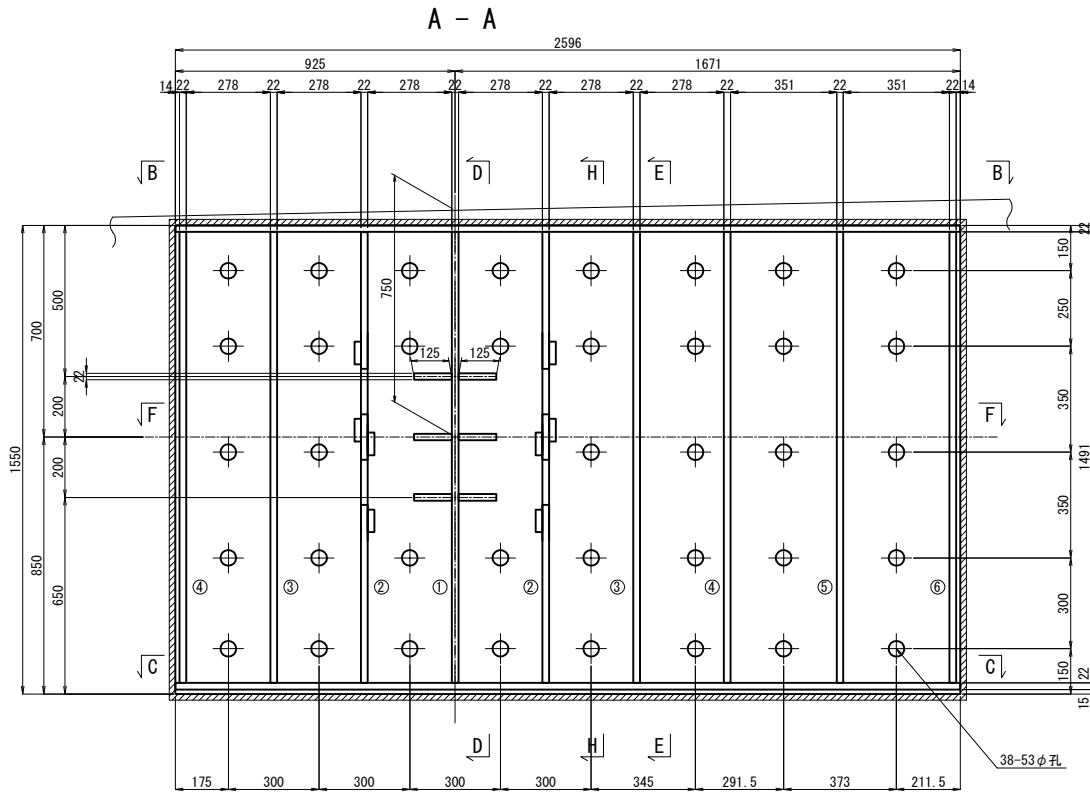 A - A
2596
925 1671
14 22 278 22 278 22 278 22 278 22 278 22 278 22 351 22 351 22 14
B D H E B
22
150
500
700
750
250
125 125
22
350
200
F F
1550
1491
200
350
850
650
④ ③ ② ① ② ③ ④ ⑤ ⑥
300
C C
150
22
15
D H E
38-53φ孔
175 300 300 300 300 345 291.5 373 211.5